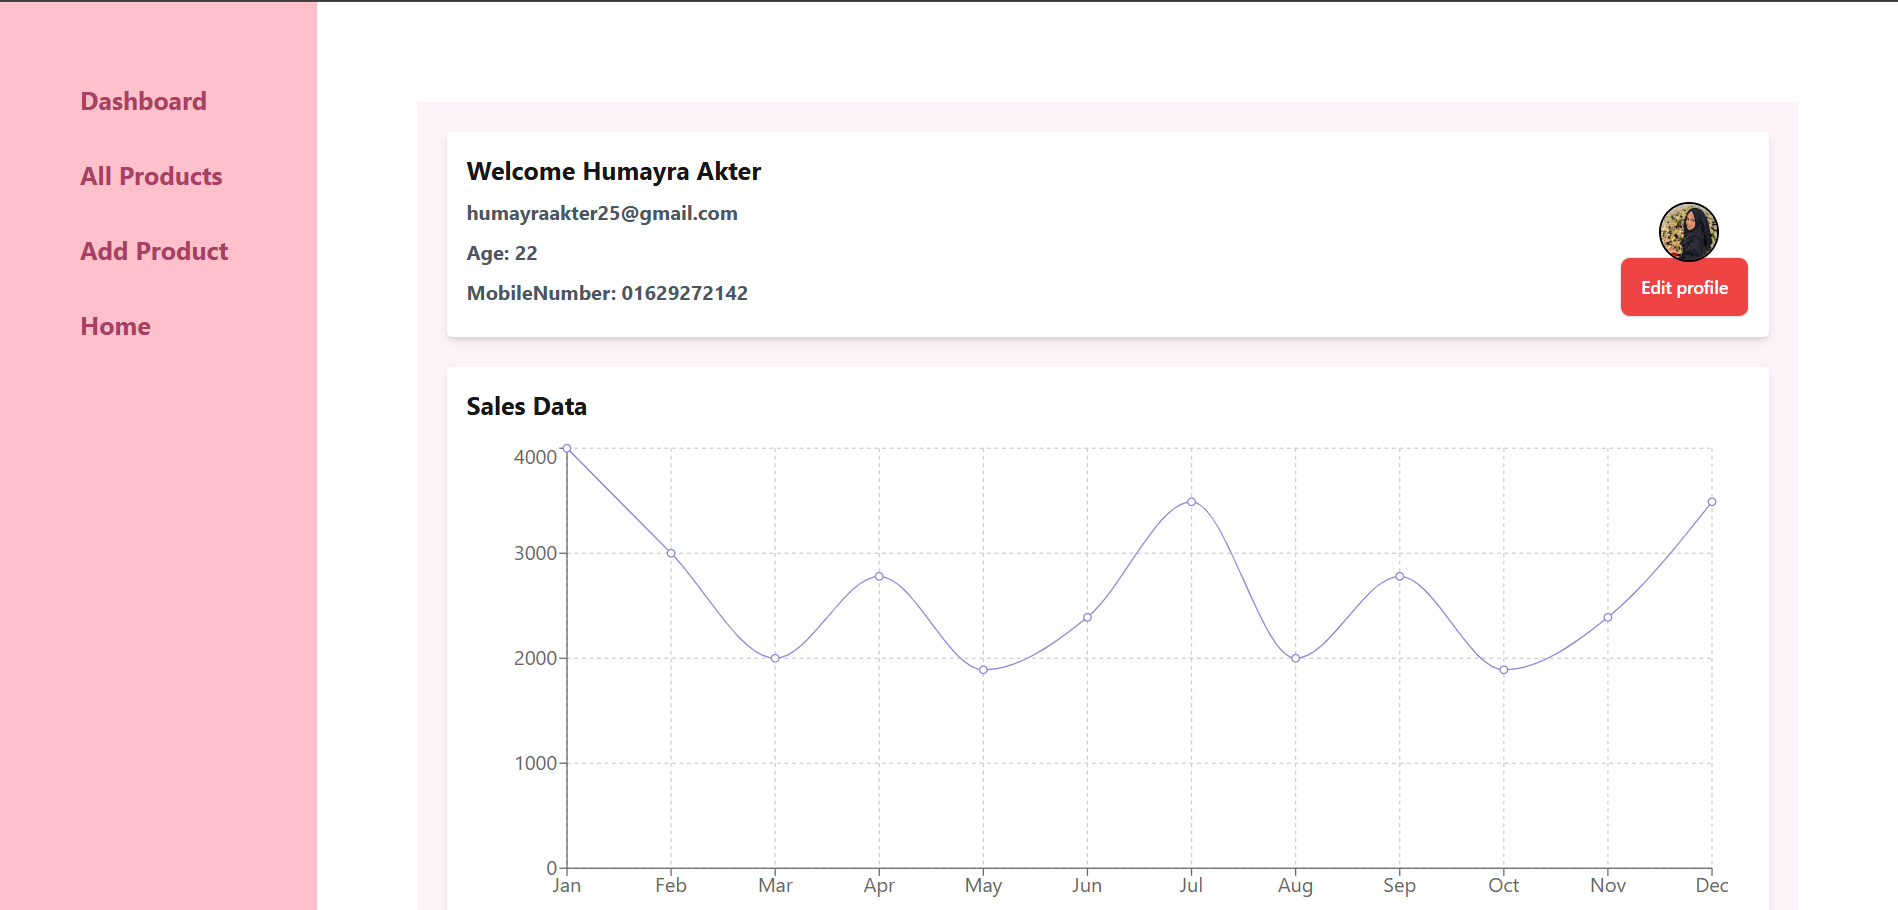 Dashboard
All Products
Add Product
Home
Welcome Humayra Akter
humayraakter25@gmail.com
Age: 22
MobileNumber: 01629272142
Edit profile
Sales Data
4000
3000
2000
1000
0
Jan Feb Mar Apr May Jun Jul Aug Sep Oct Nov Dec